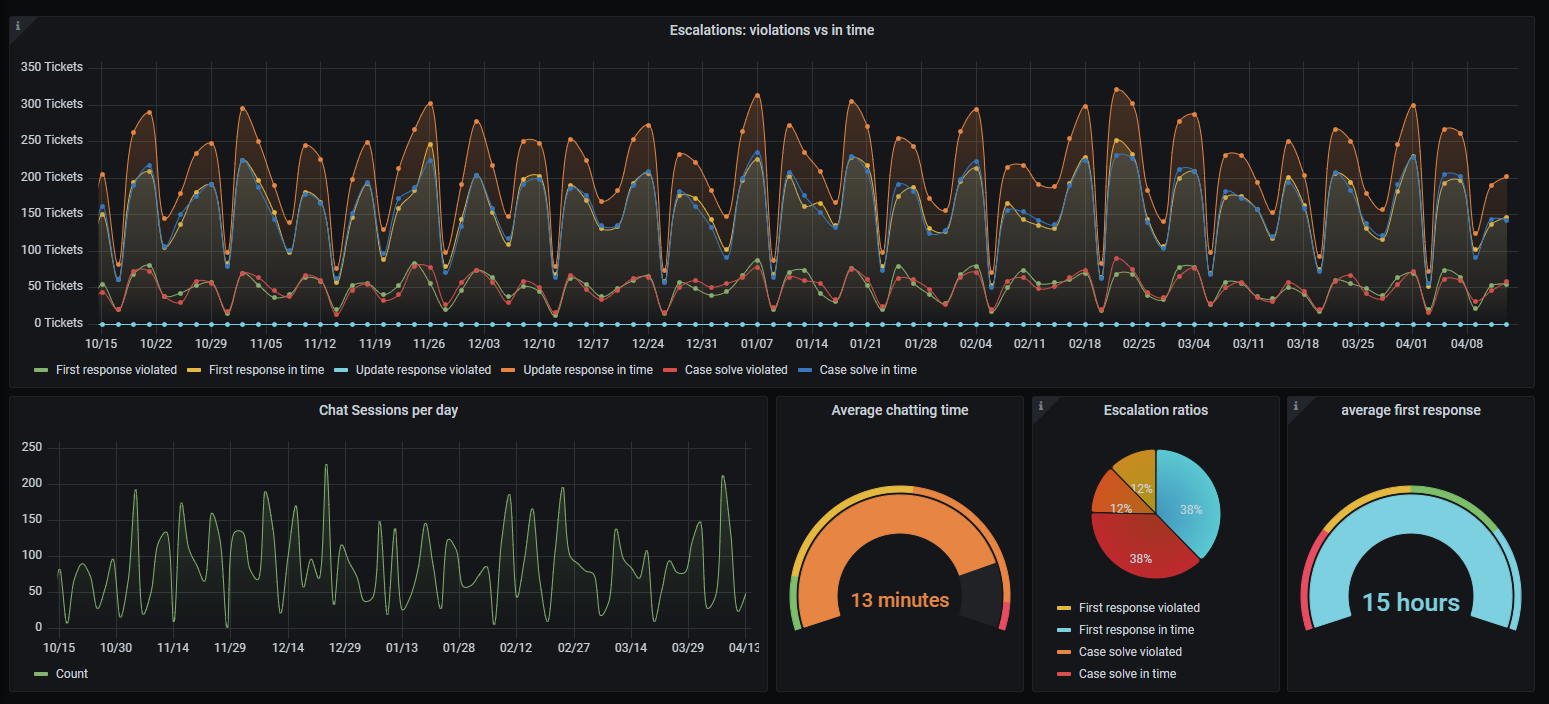 Escalations: violations vs in time
350 Tickets
300 Tickets
250 Tickets
200 Tickets
150 Tickets
100 Tickets
50 Tickets
0 Tickets
10/15 10/22 10/29 11/05 11/12 11/19 11/26 12/03 12/10 12/17 12/24 12/31 01/07 01/14 01/21 01/28 02/04 02/11 02/18 02/25 03/04 03/11 03/18 03/25 04/01 04/08
First response violated First response in time Update response violated Update response in time Case solve violated Case solve in time
Chat Sessions per day
250
200
150
100
50
0
10/15 10/30 11/14 11/29 12/14 12/29 01/13 01/28 02/12 02/27 03/14 03/29 04/13
Count
Average chatting time
13 minutes
Escalation ratios
12%
38%
12%
38%
First response violated
First response in time
Case solve violated
Case solve in time
average first response
15 hours